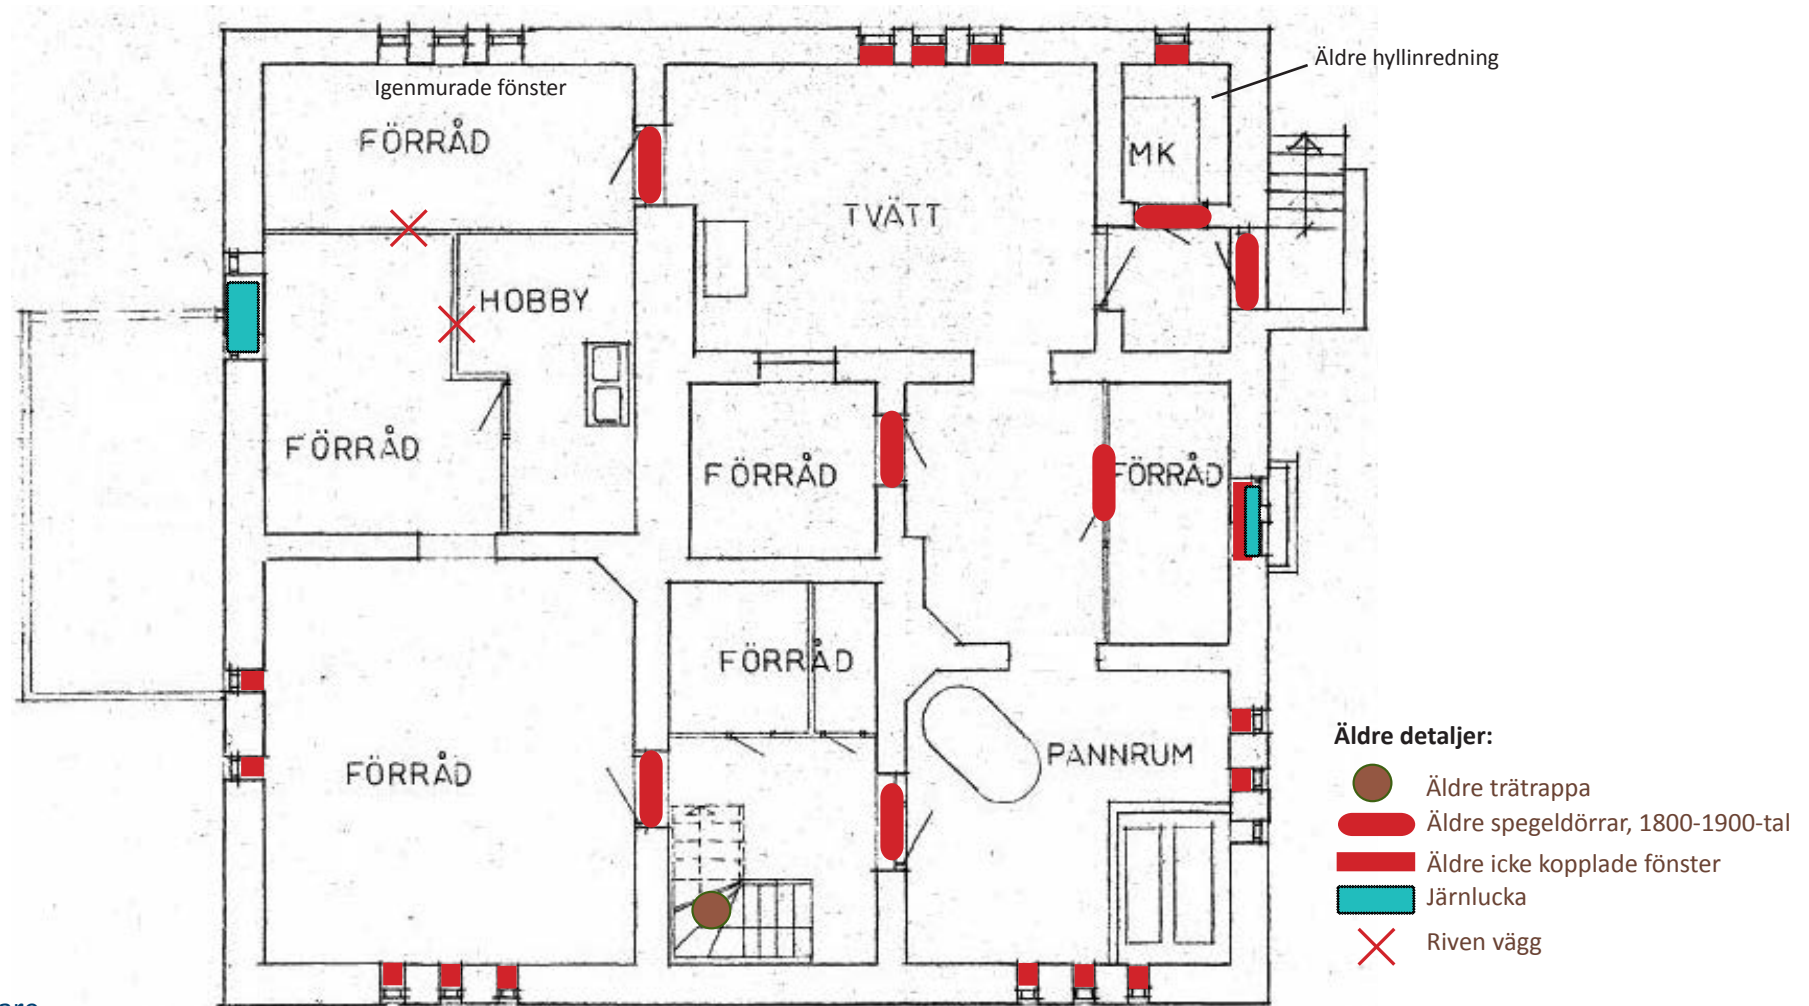 Äldre hyllinredning
Igenmurade fönster
FÖRRÅD
MK
TVÄTT
HOBBY
FÖRRÅD
FÖRRÅD
FÖRRÅD
FÖRRÅD
FÖRRÅD
PANNRUM
Äldre detaljer:
Äldre trätrappa
Äldre spegeldörrar, 1800-1900-tal
Äldre icke kopplade fönster
Järnlucka
Riven vägg